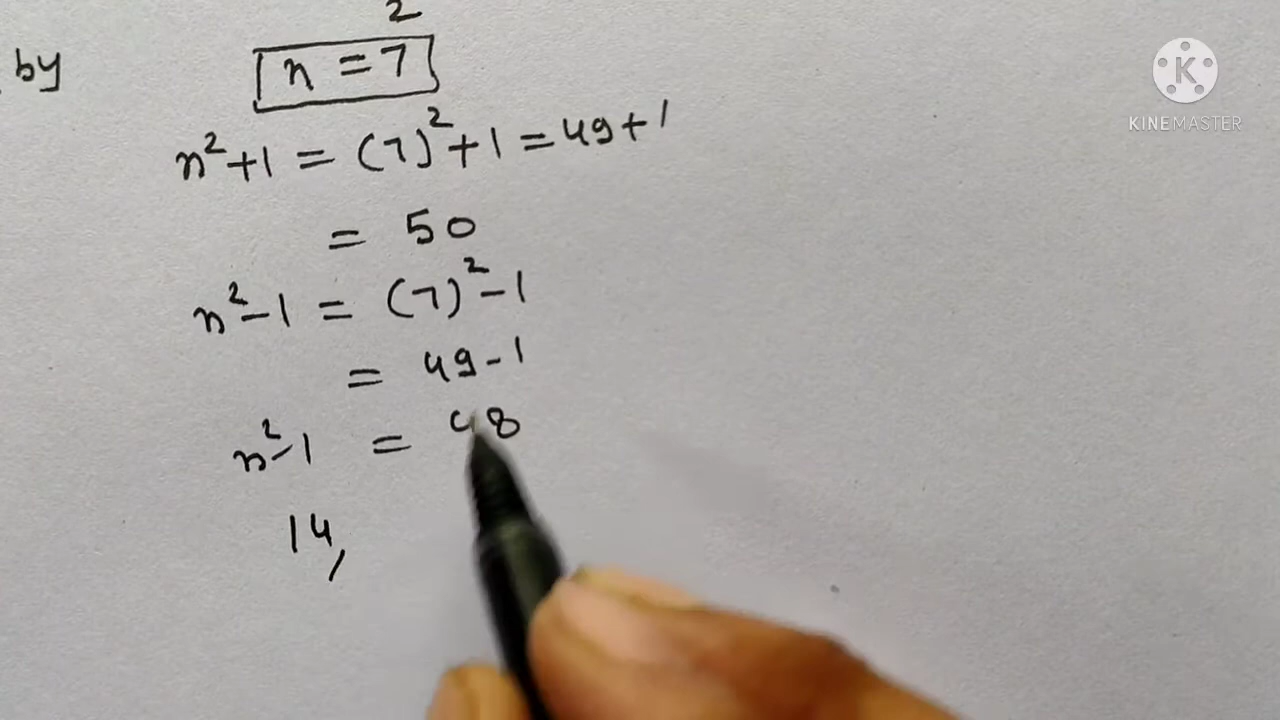 2
by n = 7
n²+1 = (7)²+1 = 49+1
= 50
n²-1 = (7)²-1
= 49-1
n²-1 = 48
14,
K
KINEMASTER